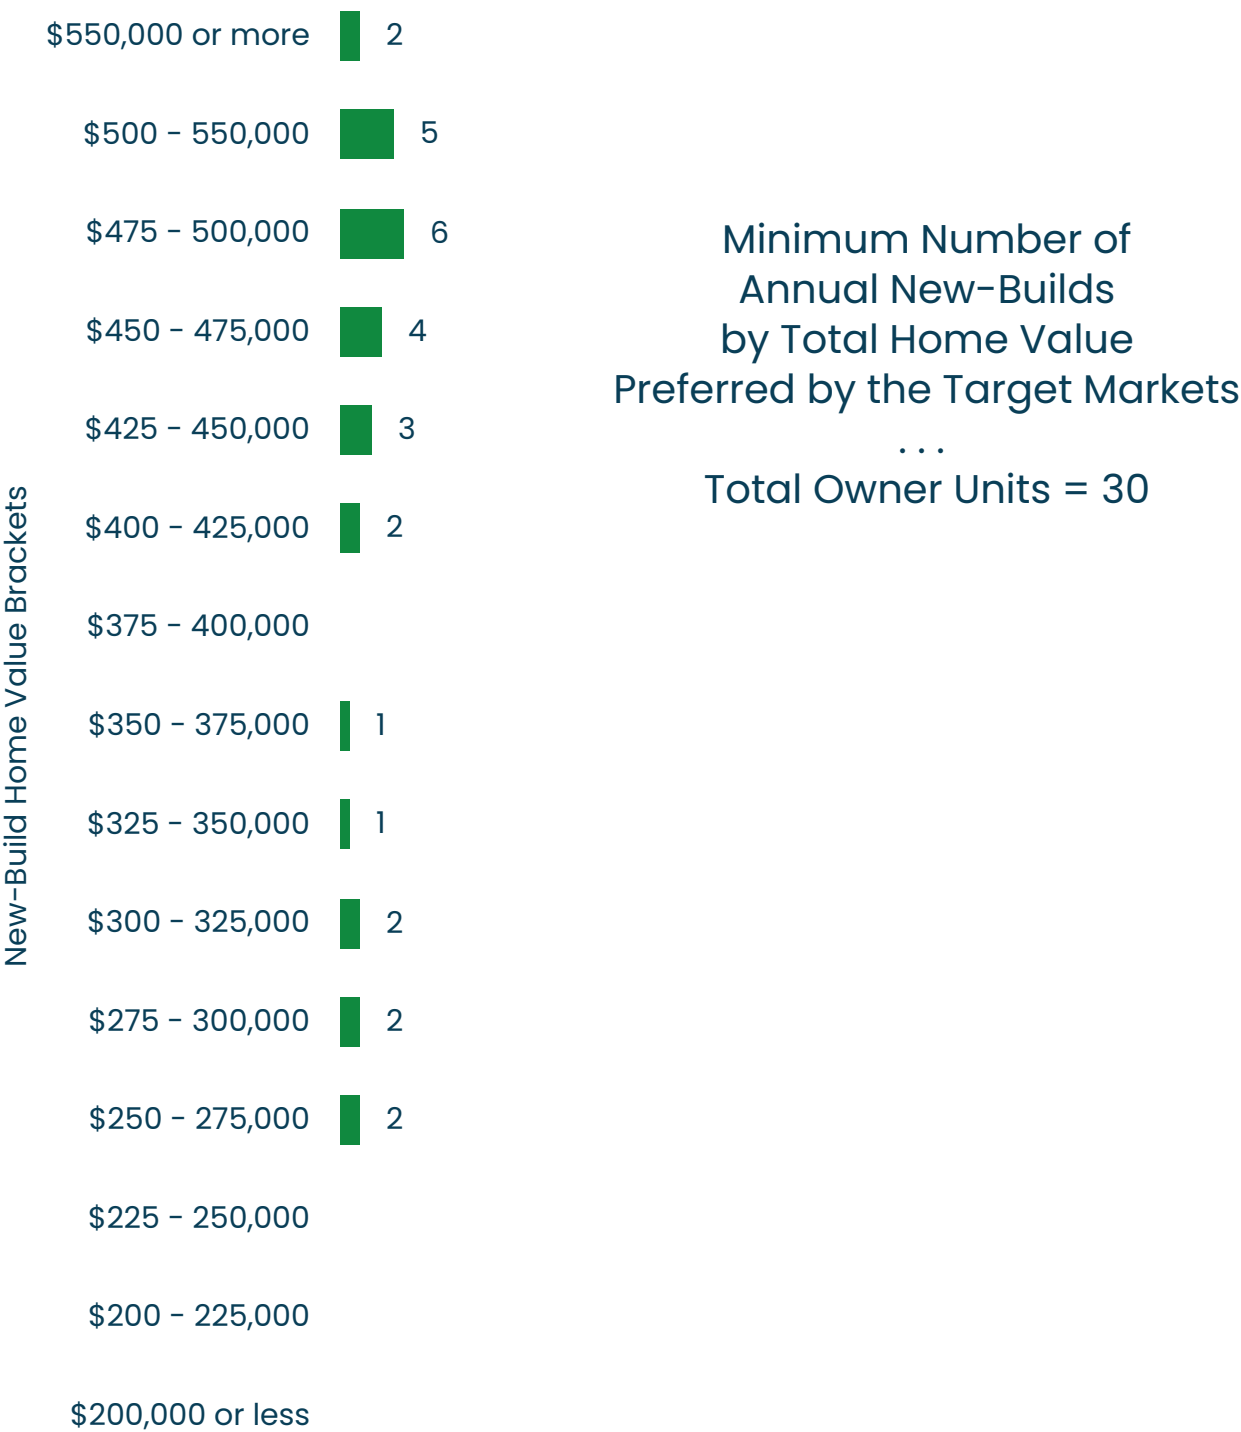 $550,000 or more 2
$500 - 550,000 5
$475 - 500,000 6
$450 - 475,000 4
$425 - 450,000 3
$400 - 425,000 2
$375 - 400,000
$350 - 375,000 1
$325 - 350,000 1
$300 - 325,000 2
$275 - 300,000 2
$250 - 275,000 2
$225 - 250,000
$200 - 225,000
$200,000 or less
New-Build Home Value Brackets
Minimum Number of
Annual New-Builds
by Total Home Value
Preferred by the Target Markets
. . .
Total Owner Units = 30